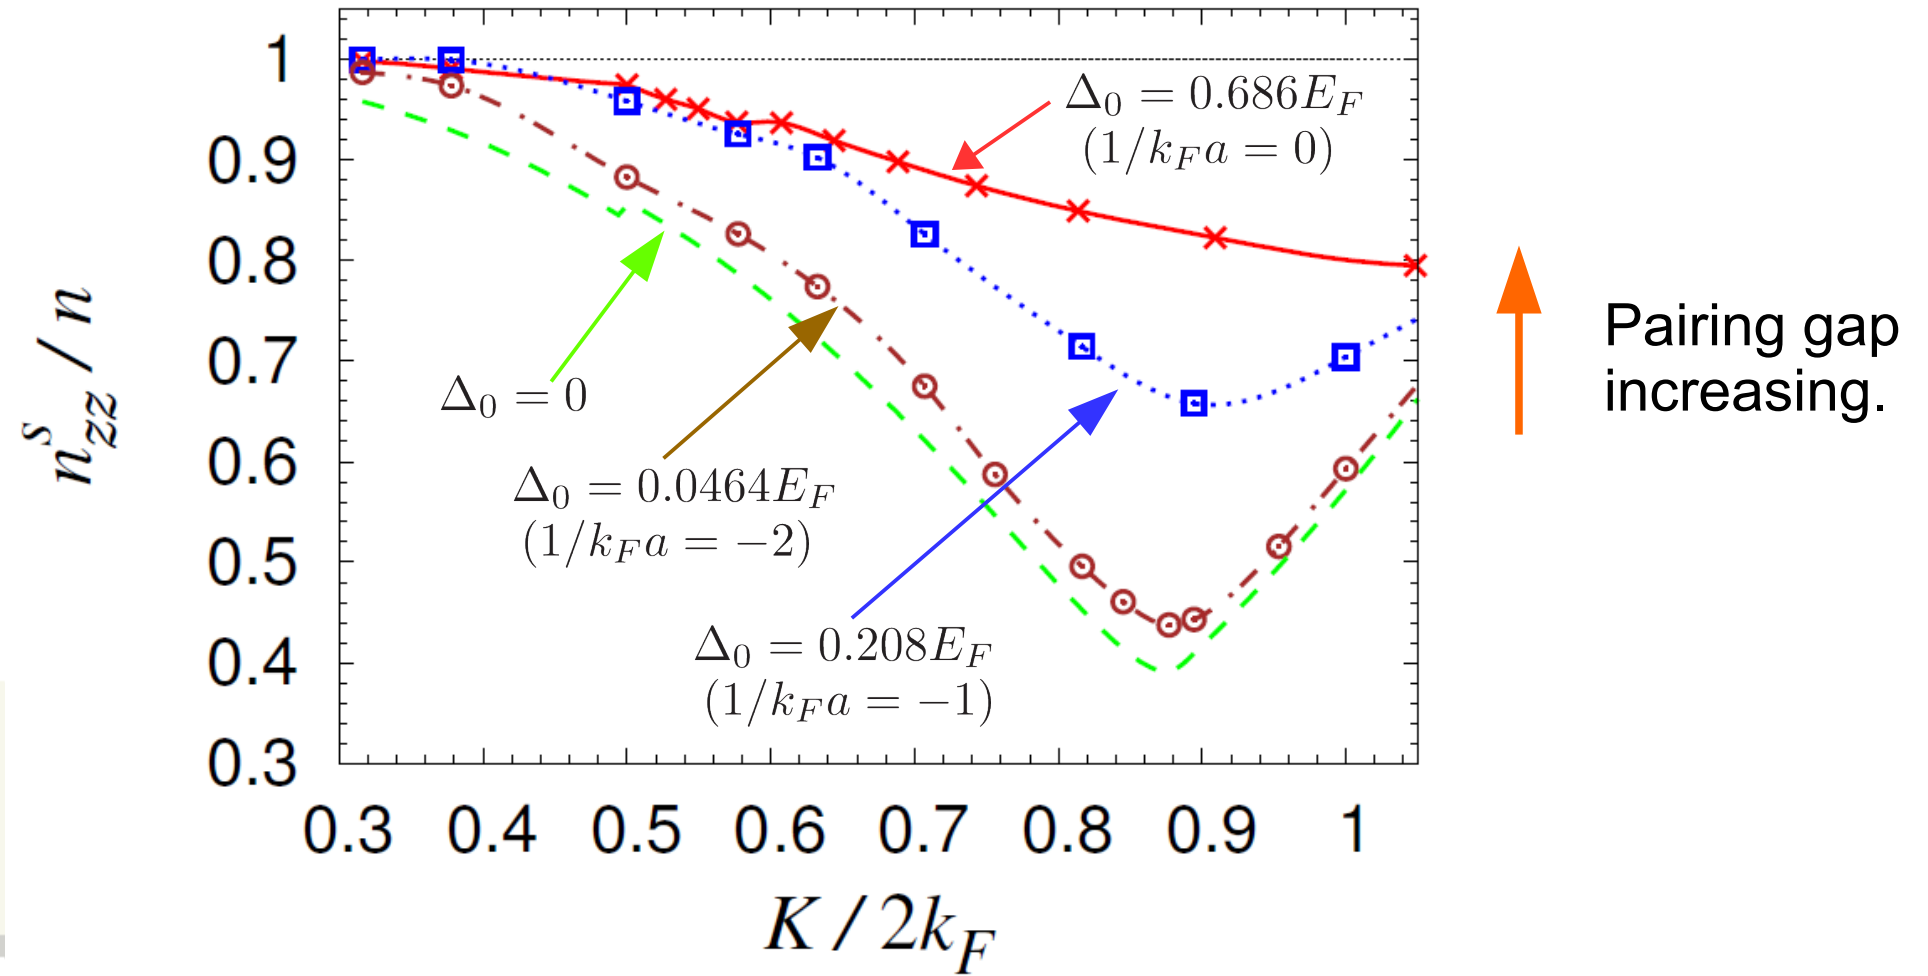 1
0.9
0.8
0.7
0.6
0.5
0.4
0.3
n^s_{zz} / n
0.3 0.4 0.5 0.6 0.7 0.8 0.9 1
K / 2k_F
Δ_0 = 0.686E_F
(1/k_F a = 0)
Δ_0 = 0
Δ_0 = 0.0464E_F
(1/k_F a = −2)
Δ_0 = 0.208E_F
(1/k_F a = −1)
Pairing gap
increasing.